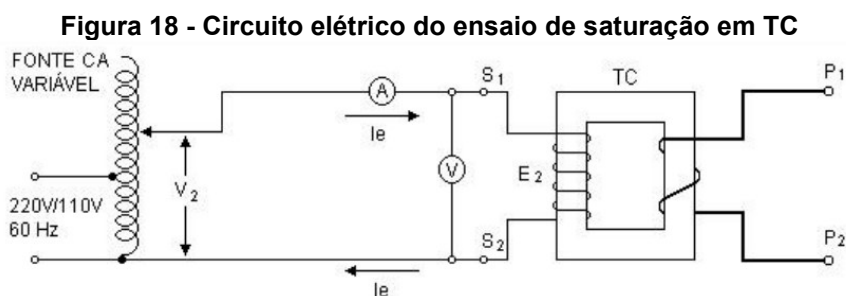 Figura 18 - Circuito elétrico do ensaio de saturação em TC
FONTE CA
VARIÁVEL
220V/110V
60 Hz
V2
A
Ie
V
Ie
S1
S2
E2
TC
P1
P2